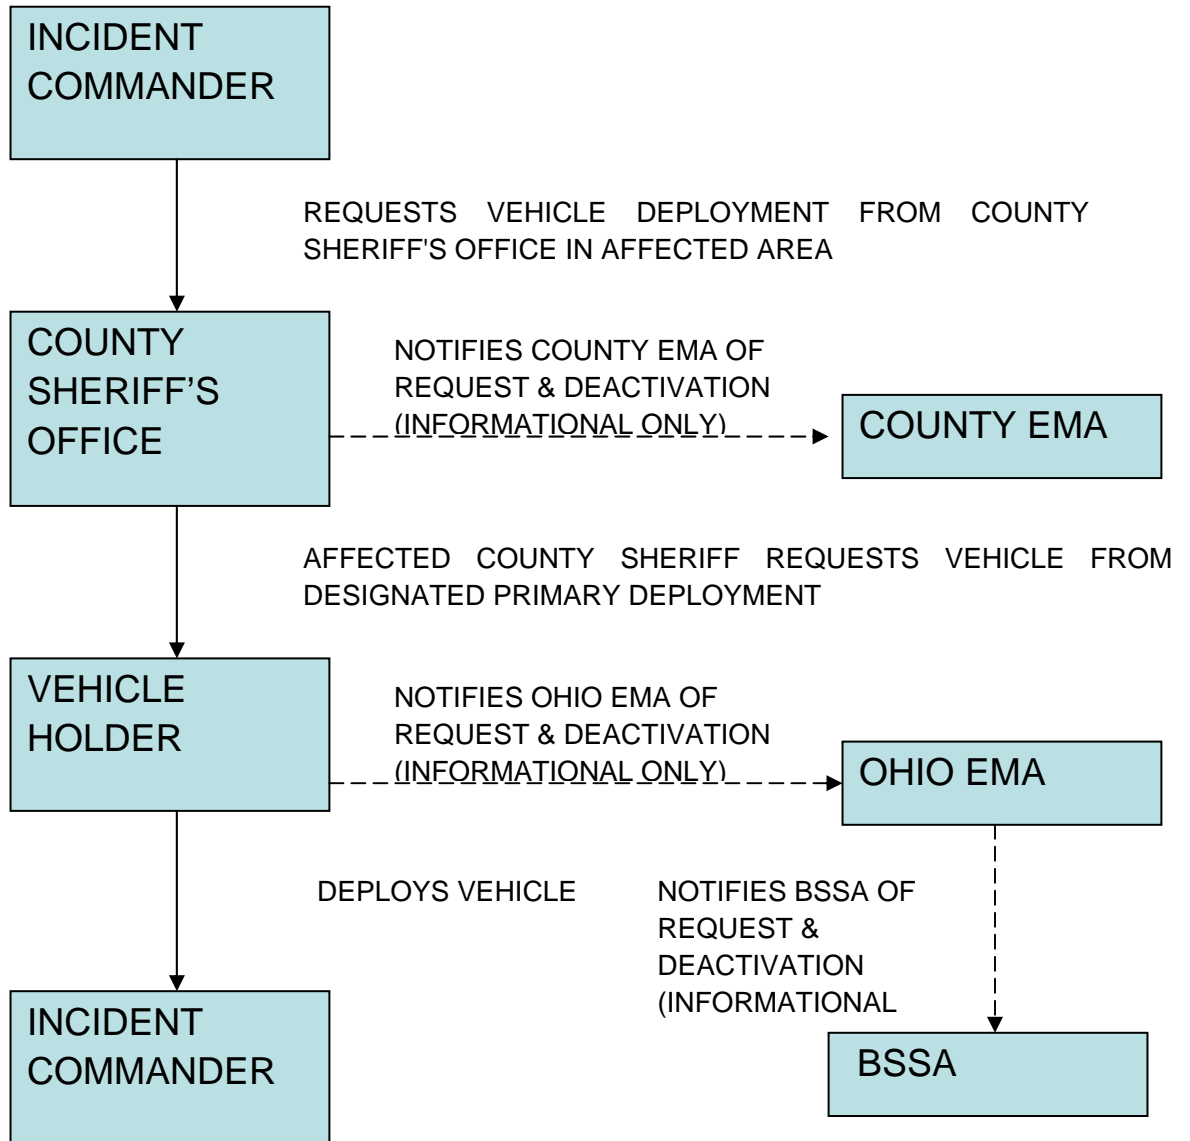 INCIDENT
COMMANDER
REQUESTS VEHICLE DEPLOYMENT FROM COUNTY
SHERIFF'S OFFICE IN AFFECTED AREA
COUNTY
SHERIFF’S
OFFICE
NOTIFIES COUNTY EMA OF
REQUEST & DEACTIVATION
(INFORMATIONAL ONLY)
COUNTY EMA
AFFECTED COUNTY SHERIFF REQUESTS VEHICLE FROM
DESIGNATED PRIMARY DEPLOYMENT
VEHICLE
HOLDER
NOTIFIES OHIO EMA OF
REQUEST & DEACTIVATION
(INFORMATIONAL ONLY)
OHIO EMA
DEPLOYS VEHICLE
NOTIFIES BSSA OF
REQUEST &
DEACTIVATION
(INFORMATIONAL
INCIDENT
COMMANDER
BSSA